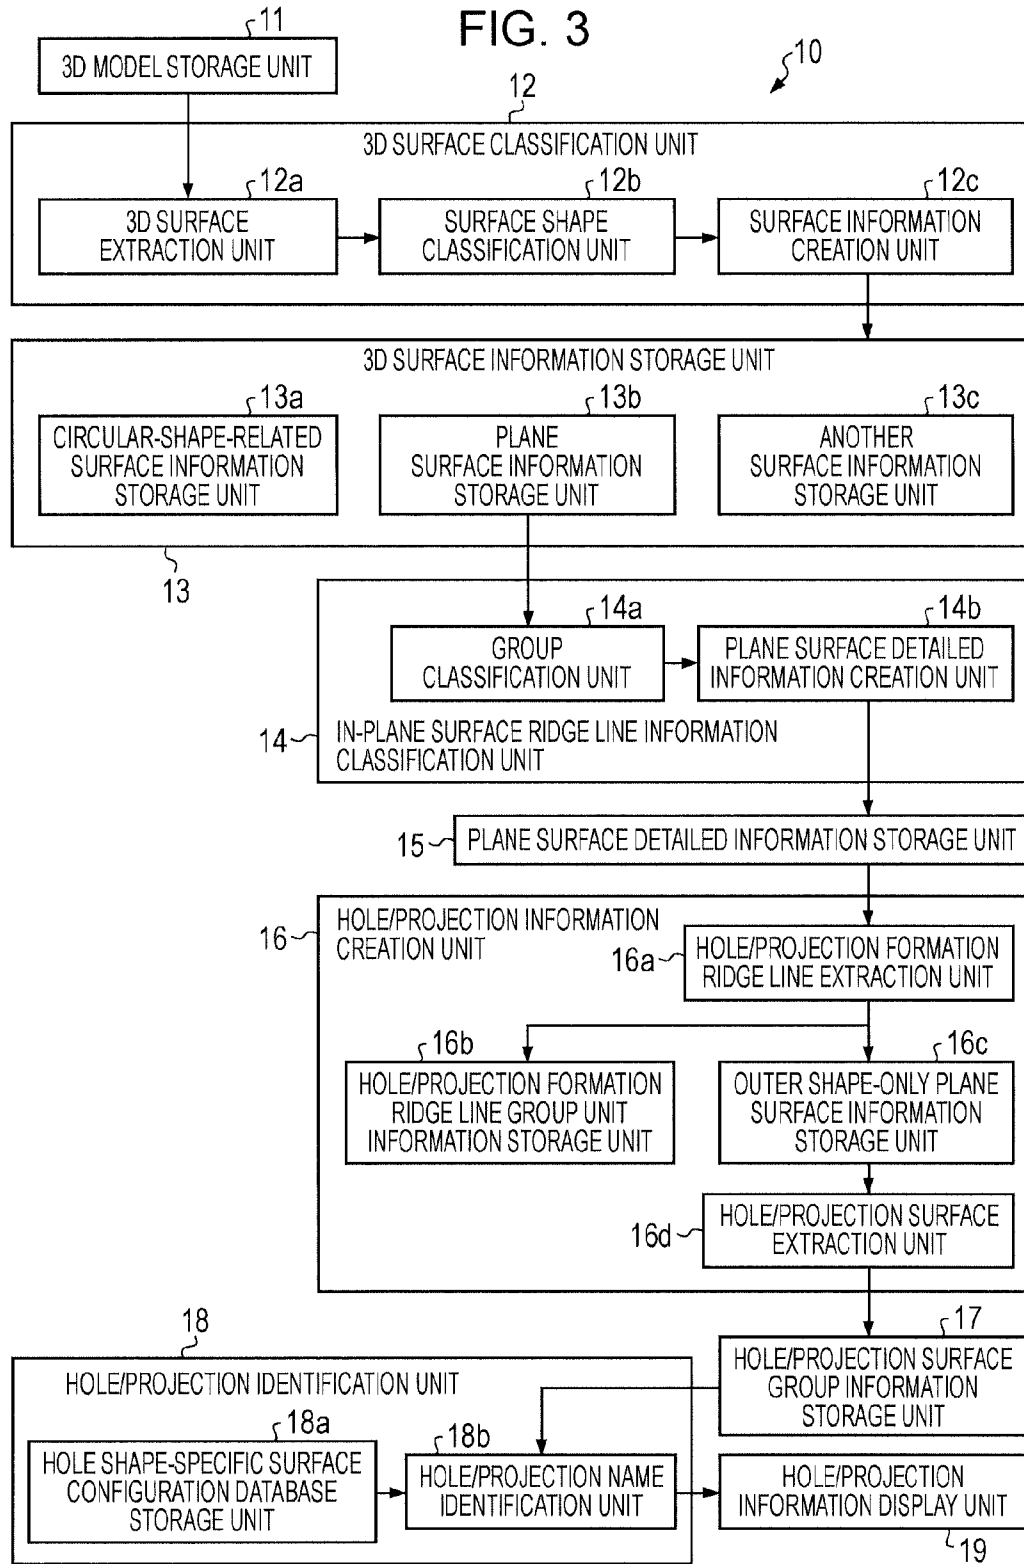 FIG. 3
11
3D MODEL STORAGE UNIT
10
12
3D SURFACE CLASSIFICATION UNIT
12a
3D SURFACE
EXTRACTION UNIT
12b
SURFACE SHAPE
CLASSIFICATION UNIT
12c
SURFACE INFORMATION
CREATION UNIT
3D SURFACE INFORMATION STORAGE UNIT
13a
CIRCULAR-SHAPE-RELATED
SURFACE INFORMATION
STORAGE UNIT
13b
PLANE
SURFACE INFORMATION
STORAGE UNIT
13c
ANOTHER
SURFACE INFORMATION
STORAGE UNIT
13
14a
GROUP
CLASSIFICATION UNIT
14b
PLANE SURFACE DETAILED
INFORMATION CREATION UNIT
14
IN-PLANE SURFACE RIDGE LINE INFORMATION
CLASSIFICATION UNIT
15
PLANE SURFACE DETAILED INFORMATION STORAGE UNIT
16
HOLE/PROJECTION INFORMATION
CREATION UNIT
16a
HOLE/PROJECTION FORMATION
RIDGE LINE EXTRACTION UNIT
16b
HOLE/PROJECTION FORMATION
RIDGE LINE GROUP UNIT
INFORMATION STORAGE UNIT
16c
OUTER SHAPE-ONLY PLANE
SURFACE INFORMATION
STORAGE UNIT
16d
HOLE/PROJECTION SURFACE
EXTRACTION UNIT
17
HOLE/PROJECTION SURFACE
GROUP INFORMATION
STORAGE UNIT
18
HOLE/PROJECTION IDENTIFICATION UNIT
18a
HOLE SHAPE-SPECIFIC SURFACE
CONFIGURATION DATABASE
STORAGE UNIT
18b
HOLE/PROJECTION NAME
IDENTIFICATION UNIT
HOLE/PROJECTION
INFORMATION DISPLAY UNIT
19